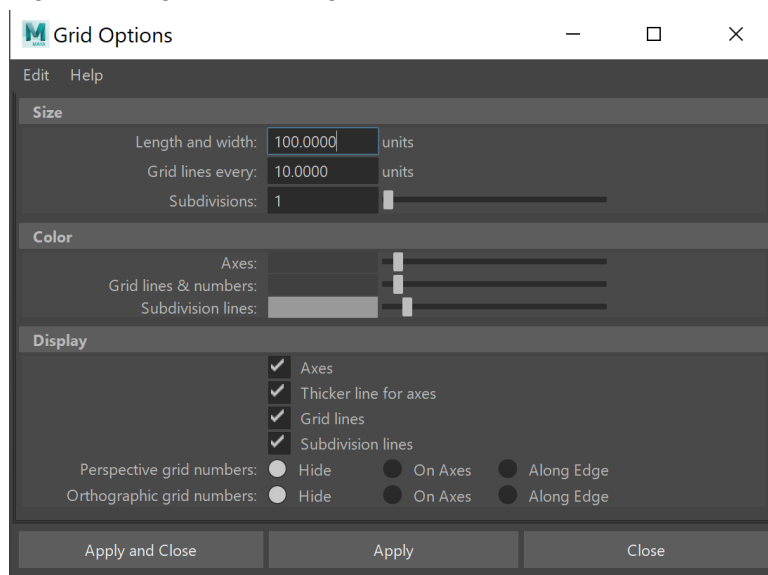 Grid Options
Edit Help
Size
Length and width: 100.0000 units
Grid lines every: 10.0000 units
Subdivisions: 1
Color
Axes:
Grid lines & numbers:
Subdivision lines:
Display
Axes
Thicker line for axes
Grid lines
Subdivision lines
Perspective grid numbers: Hide On Axes Along Edge
Orthographic grid numbers: Hide On Axes Along Edge
Apply and Close Apply Close